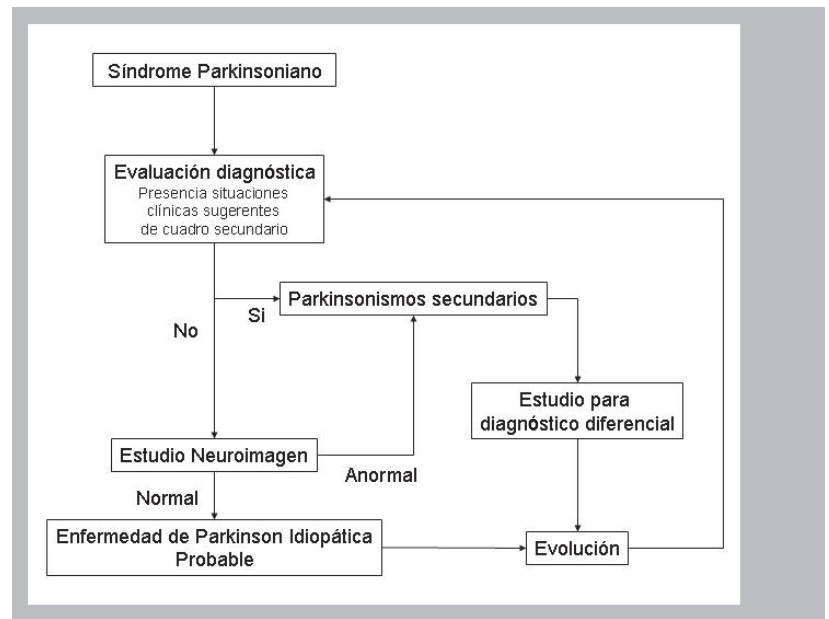 Síndrome Parkinsoniano
Evaluación diagnóstica
Presencia situaciones
clínicas sugerentes
de cuadro secundario
Si
Parkinsonismos secundarios
No
Estudio para
diagnóstico diferencial
Estudio Neuroimagen
Anormal
Normal
Enfermedad de Parkinson Idiopática
Probable
Evolución